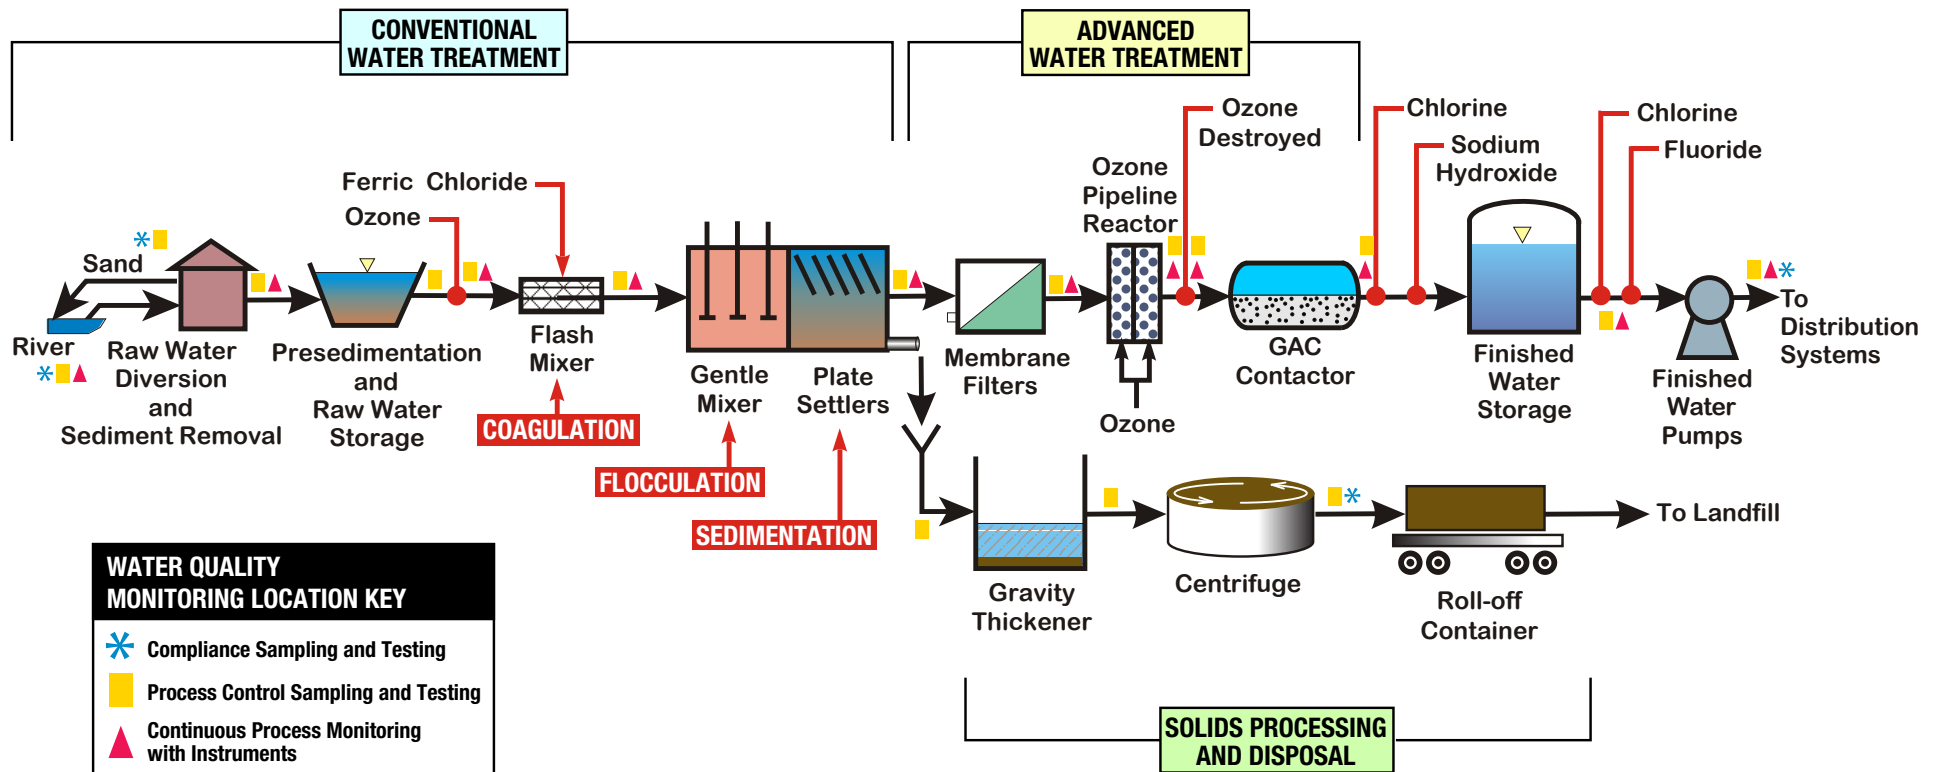 CONVENTIONAL
WATER TREATMENT
ADVANCED
WATER TREATMENT
Ozone
Destroyed
Chlorine
Sodium
Hydroxide
Chlorine
Fluoride
Ferric Chloride
Ozone
Ozone
Pipeline
Reactor
Sand
River
Raw Water
Diversion
and
Sediment Removal
Presedimentation
and
Raw Water
Storage
Flash
Mixer
COAGULATION
Gentle
Mixer
FLOCCULATION
Plate
Settlers
SEDIMENTATION
Membrane
Filters
Ozone
GAC
Contactor
Finished
Water
Storage
Finished
Water
Pumps
To
Distribution
Systems
Gravity
Thickener
Centrifuge
Roll-off
Container
To Landfill
SOLIDS PROCESSING
AND DISPOSAL
WATER QUALITY
MONITORING LOCATION KEY
Compliance Sampling and Testing
Process Control Sampling and Testing
Continuous Process Monitoring
with Instruments